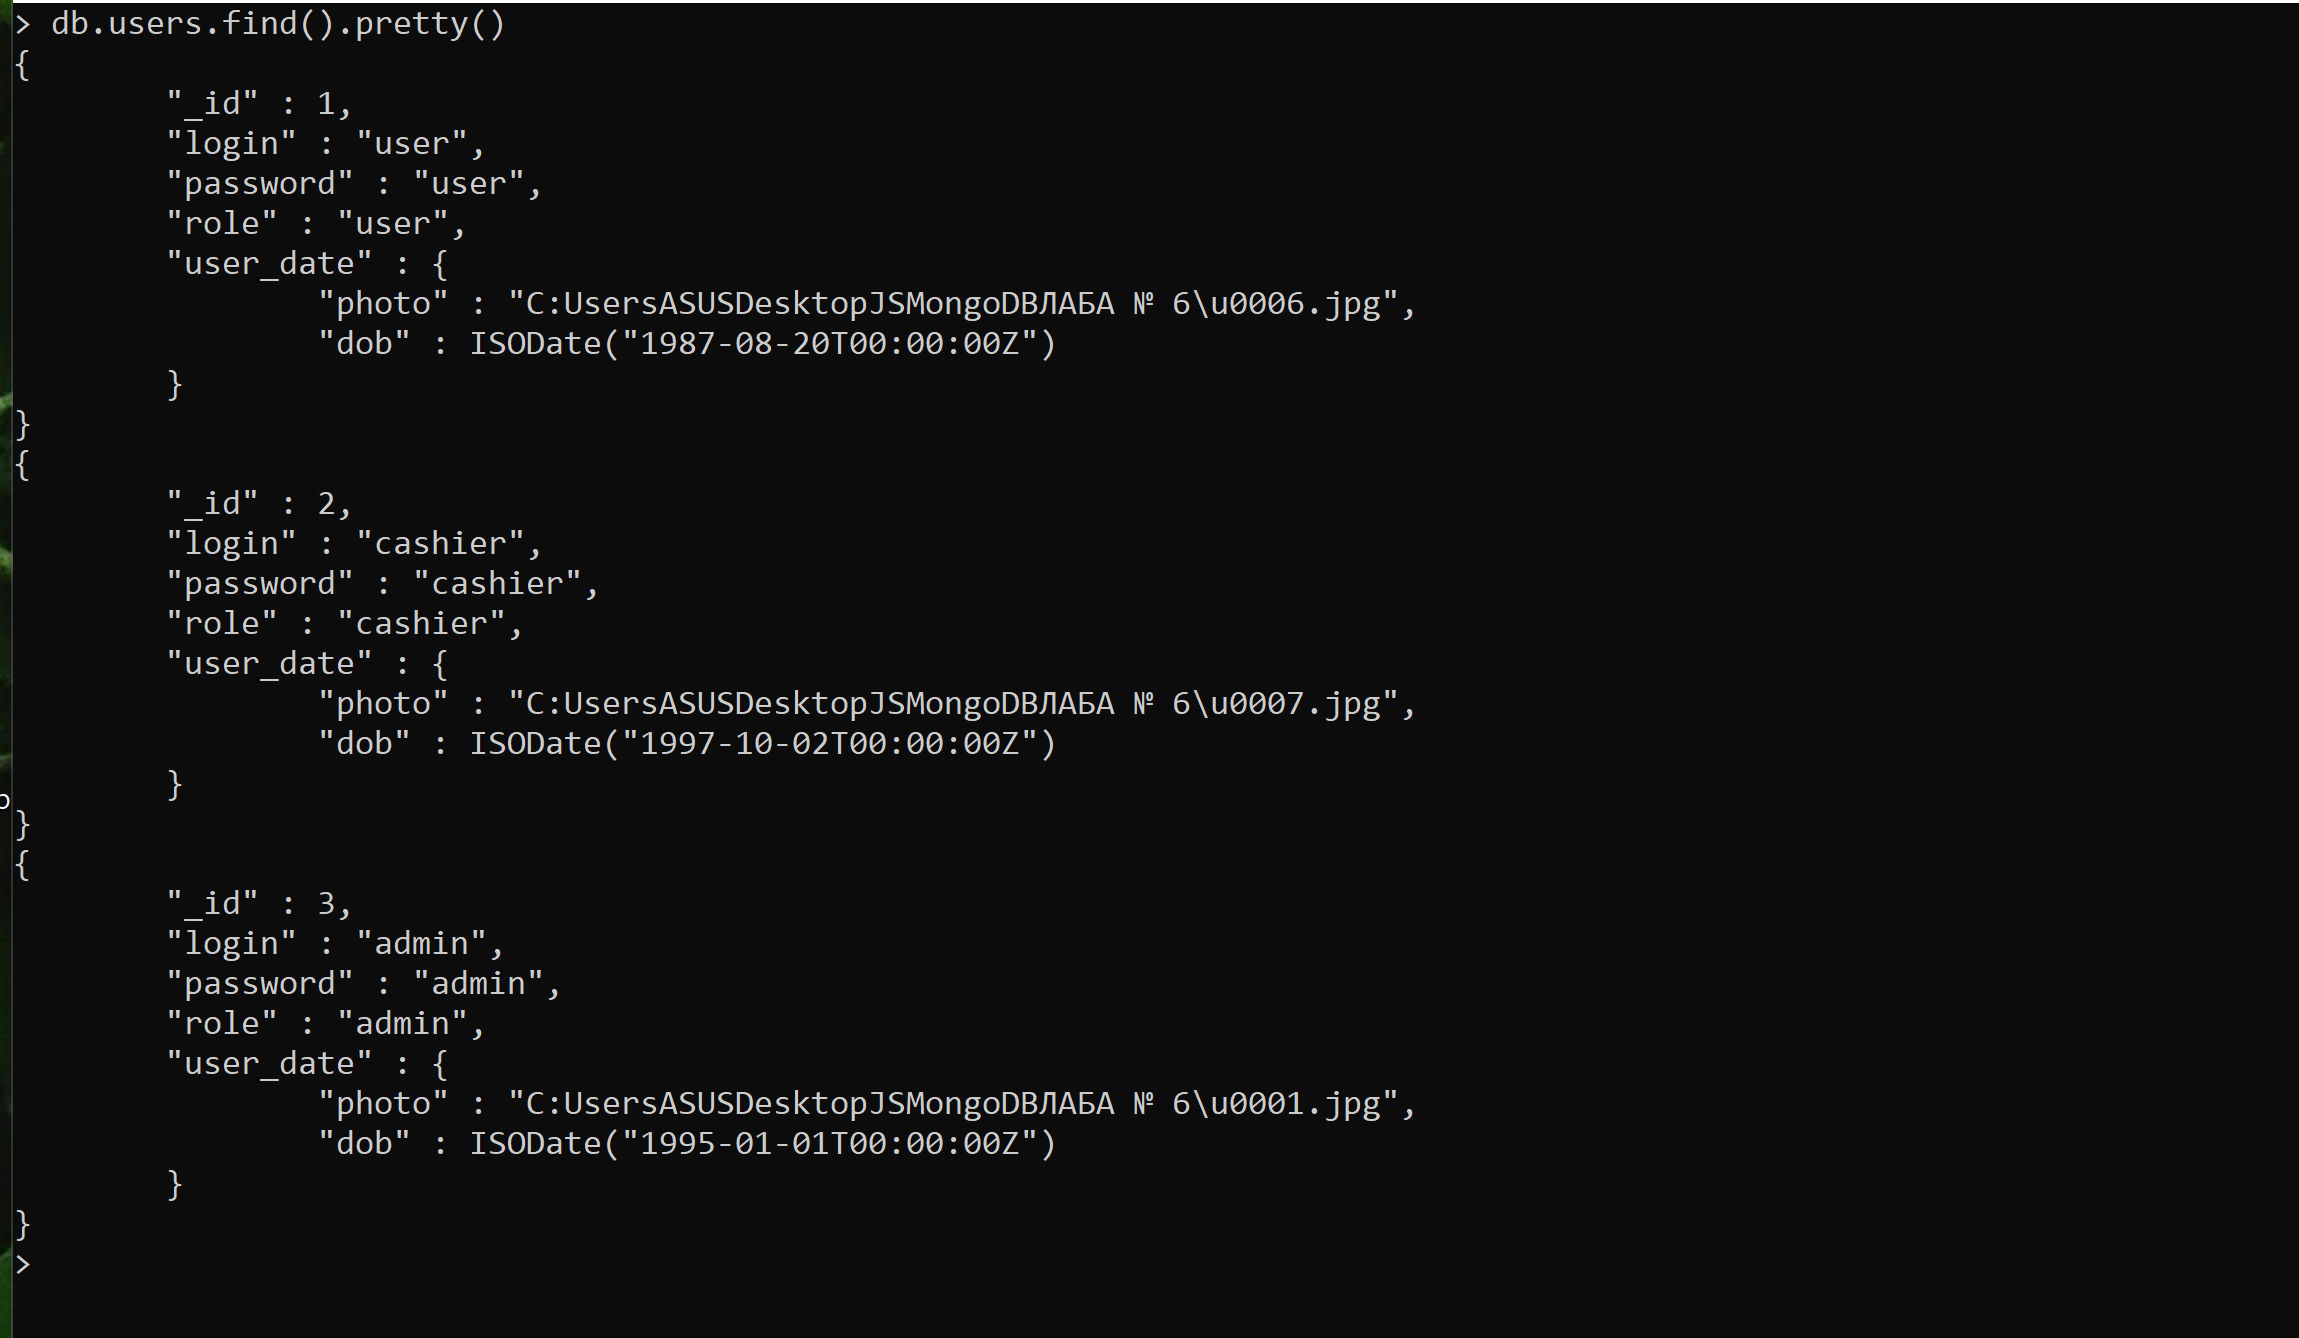 > db.users.find().pretty()
{
        "_id" : 1,
        "login" : "user",
        "password" : "user",
        "role" : "user",
        "user_date" : {
                "photo" : "C:UsersASUSDesktopJSMongoDBЛАБА № 6\u0006.jpg",
                "dob" : ISODate("1987-08-20T00:00:00Z")
        }
}
{
        "_id" : 2,
        "login" : "cashier",
        "password" : "cashier",
        "role" : "cashier",
        "user_date" : {
                "photo" : "C:UsersASUSDesktopJSMongoDBЛАБА № 6\u0007.jpg",
                "dob" : ISODate("1997-10-02T00:00:00Z")
        }
}
{
        "_id" : 3,
        "login" : "admin",
        "password" : "admin",
        "role" : "admin",
        "user_date" : {
                "photo" : "C:UsersASUSDesktopJSMongoDBЛАБА № 6\u0001.jpg",
                "dob" : ISODate("1995-01-01T00:00:00Z")
        }
}
>